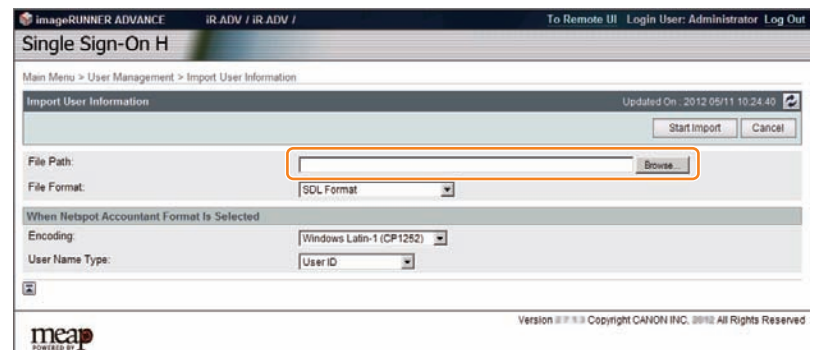 imageRUNNER ADVANCE iR ADV / iR ADV / To Remote UI Login User: Administrator Log Out
Single Sign-On H
Main Menu > User Management > Import User Information
Import User Information Updated On : 2012 05/11 10:24:40
Start Import Cancel
File Path: Browse...
File Format: SDL Format
When Netspot Accountant Format Is Selected
Encoding: Windows Latin-1 (CP1252)
User Name Type: User ID
Version Copyright CANON INC. All Rights Reserved
meap
POWERED BY